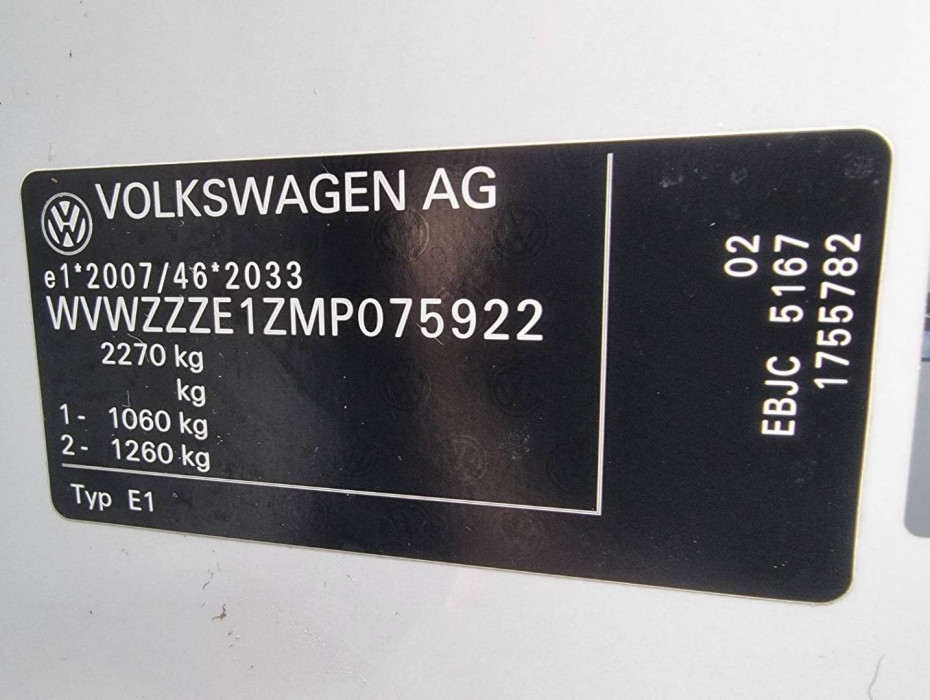 VOLKSWAGEN AG
e1*2007/46*2033
WVWZZZE1ZMP075922
2270 kg
kg
1- 1060 kg
2- 1260 kg
Typ E1
02
EBJC 5167
1755782